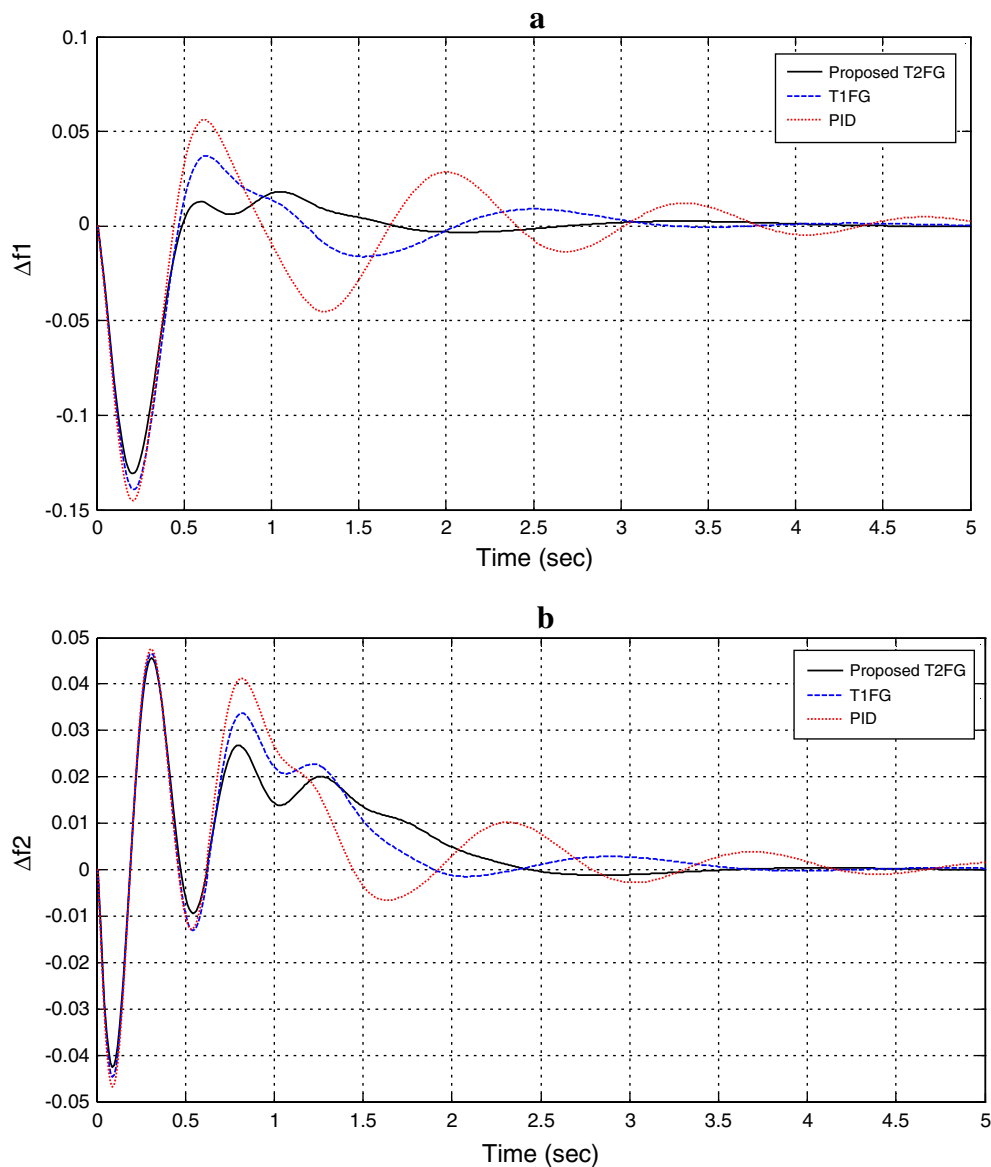 a
0.1
0.05
0
-0.05
-0.1
-0.15
Δf1
Proposed T2FG
T1FG
PID
0 0.5 1 1.5 2 2.5 3 3.5 4 4.5 5
Time (sec)
b
0.05
0.04
0.03
0.02
0.01
0
-0.01
-0.02
-0.03
-0.04
-0.05
Δf2
Proposed T2FG
T1FG
PID
0 0.5 1 1.5 2 2.5 3 3.5 4 4.5 5
Time (sec)